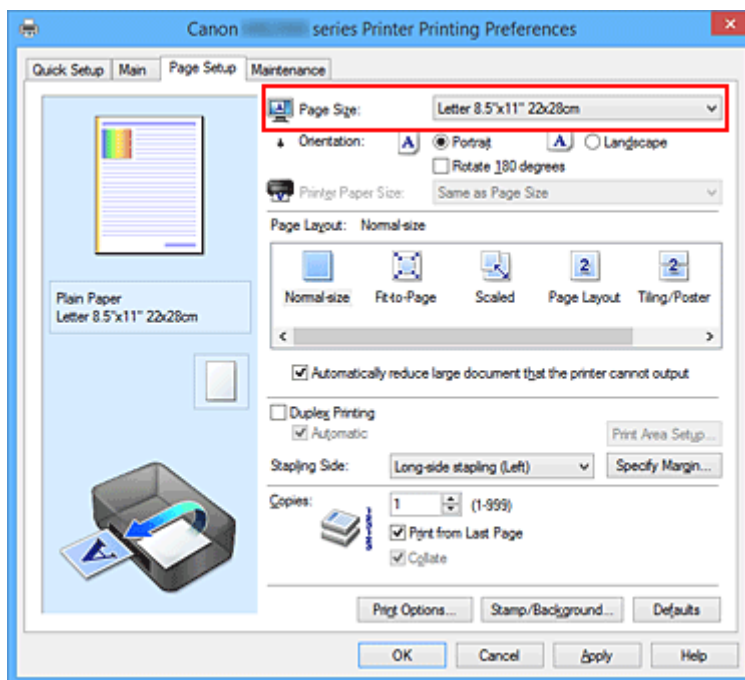 Canon series Printer Printing Preferences
Quick Setup Main Page Setup Maintenance
Page Size: Letter 8.5"x11" 22x28cm
Orientation: A Portrait A Landscape
Rotate 180 degrees
Printer Paper Size: Same as Page Size
Page Layout: Normal-size
2 2
Normal-size Fit-to-Page Scaled Page Layout Tiling/Poster
Plain Paper
Letter 8.5"x11" 22x28cm
Automatically reduce large document that the printer cannot output
Duplex Printing
Automatic
Print Area Setup...
Stapling Side: Long-side stapling (Left) Specify Margin...
Copies: 1 (1-999)
Print from Last Page
Collate
A
Print Options... Stamp/Background... Defaults
OK Cancel Apply Help